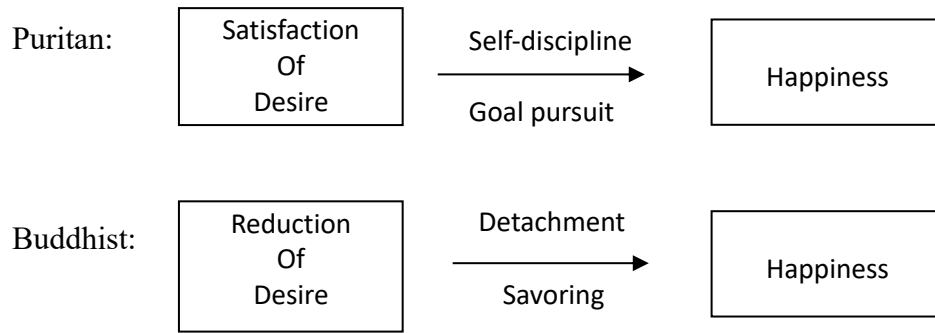 Puritan:
Satisfaction
Of
Desire
Self-discipline
Goal pursuit
Happiness
Buddhist:
Reduction
Of
Desire
Detachment
Savoring
Happiness